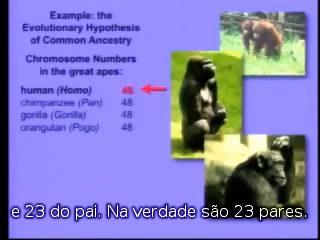 Example: the
Evolutionary Hypothesis
of Common Ancestry
Chromosome Numbers
in the great apes:
human (Homo) 46
chimpanzee (Pan) 48
gorilla (Gorilla) 48
orangutan (Pogo) 48
e 23 do pai. Na verdade são 23 pares.